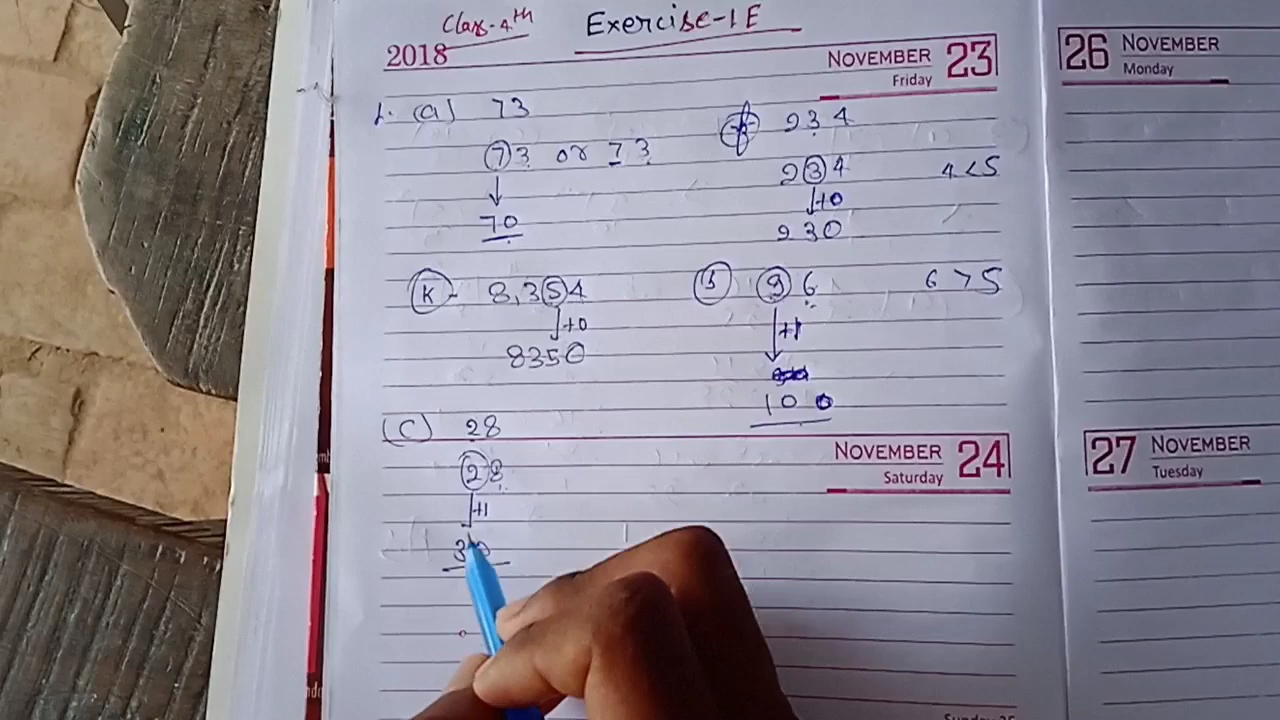 Class-4th Exercise-1E
2018
NOVEMBER 23
Friday
1. (a) 73
73 or 73
70
f 234
234 4<5
+0
230
K - 8,354
+0
8350
b 96 6>5
+1
100
(C) 28
28
+1
30
NOVEMBER 24
Saturday
26 NOVEMBER
Monday
27 NOVEMBER
Tuesday